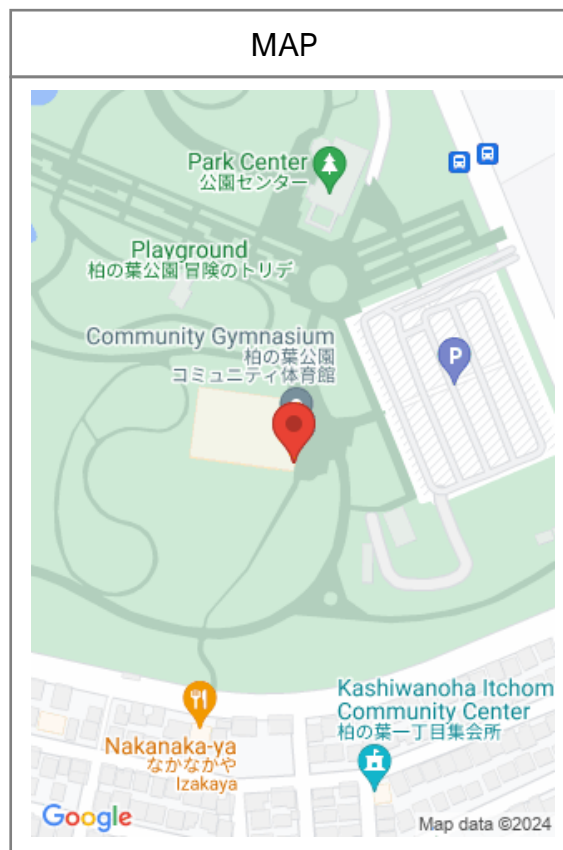 MAP
Park Center
公園センター
Playground
柏の葉公園 冒険のトリデ
Community Gymnasium
柏の葉公園
コミュニティ体育館
P
Kashiwanoha Itchom
Community Center
柏の葉一丁目集会所
Nakanaka-ya
なかなかや
Izakaya
Google
Map data ©2024